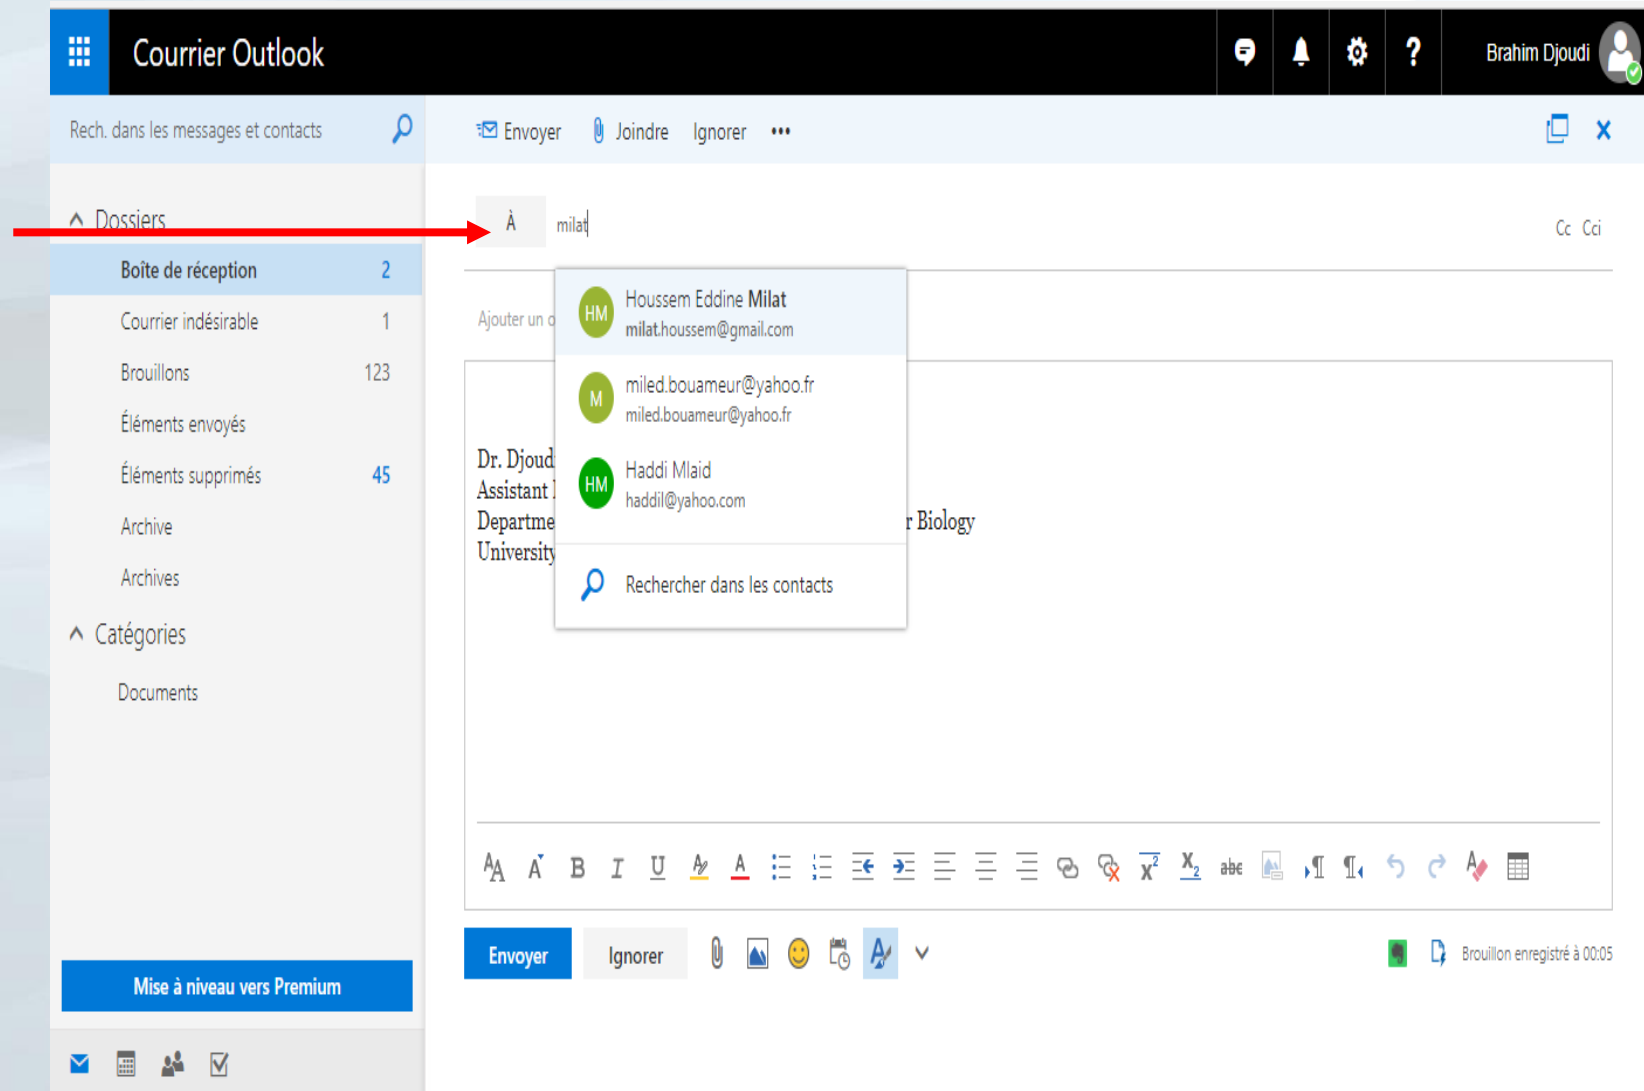 Courrier Outlook
Brahim Djoudi
Rech. dans les messages et contacts
Envoyer Joindre Ignorer •••
Dossiers
Boîte de réception 2
Courrier indésirable 1
Brouillons 123
Éléments envoyés
Éléments supprimés 45
Archive
Archives
Catégories
Documents
Mise à niveau vers Premium
À milat
Cc Cci
Ajouter un
Houssem Eddine Milat
HM
milat.houssem@gmail.com
miled.bouameur@yahoo.fr
M
miled.bouameur@yahoo.fr
Haddi Mlaid
HM
haddil@yahoo.com
Rechercher dans les contacts
Dr. Djoud
Assistant
Departme r Biology
University
Envoyer Ignorer
Brouillon enregistré à 00:05